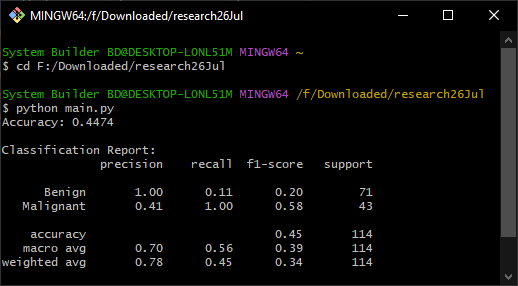 MINGW64:/f/Downloaded/research26Jul
System Builder BD@DESKTOP-LONL51M MINGW64 ~
$ cd F:/Downloaded/research26Jul
System Builder BD@DESKTOP-LONL51M MINGW64 /f/Downloaded/research26Jul
$ python main.py
Accuracy: 0.4474
Classification Report:
precision recall f1-score support
Benign 1.00 0.11 0.20 71
Malignant 0.41 1.00 0.58 43
accuracy 0.45 114
macro avg 0.70 0.56 0.39 114
weighted avg 0.78 0.45 0.34 114